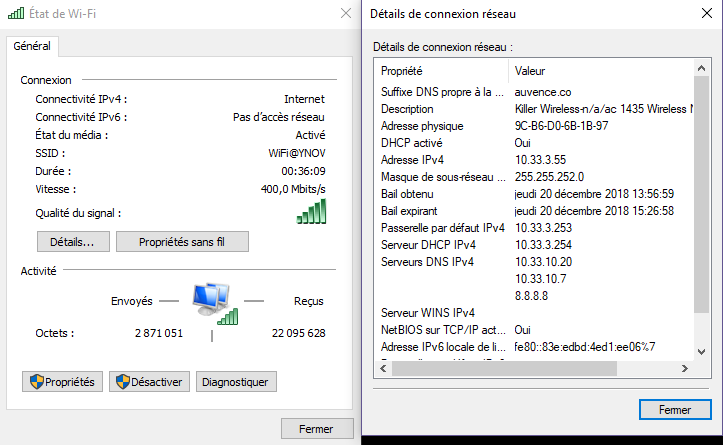 État de Wi-Fi
Général
Connexion
Connectivité IPv4 : Internet
Connectivité IPv6 : Pas d'accès réseau
État du média : Activé
SSID : WiFi@YNOV
Durée : 00:36:09
Vitesse : 400,0 Mbits/s
Qualité du signal :
Détails... Propriétés sans fil
Activité
Envoyés Reçus
Octets : 2 871 051 22 095 628
Propriétés Désactiver Diagnostiquer
Fermer
Détails de connexion réseau
Détails de connexion réseau :
Propriété Valeur
Suffixe DNS propre à la ... auvence.co
Description Killer Wireless-n/a/ac 1435 Wireless N
Adresse physique 9C-B6-D0-6B-1B-97
DHCP activé Oui
Adresse IPv4 10.33.3.55
Masque de sous-réseau ... 255.255.252.0
Bail obtenu jeudi 20 décembre 2018 13:56:59
Bail expirant jeudi 20 décembre 2018 15:26:58
Passerelle par défaut IPv4 10.33.3.253
Serveur DHCP IPv4 10.33.3.254
Serveurs DNS IPv4 10.33.10.20
10.33.10.7
8.8.8.8
Serveur WINS IPv4
NetBIOS sur TCP/IP act... Oui
Adresse IPv6 locale de li... fe80::83e:edbd:4ed1:ee06%7
Fermer